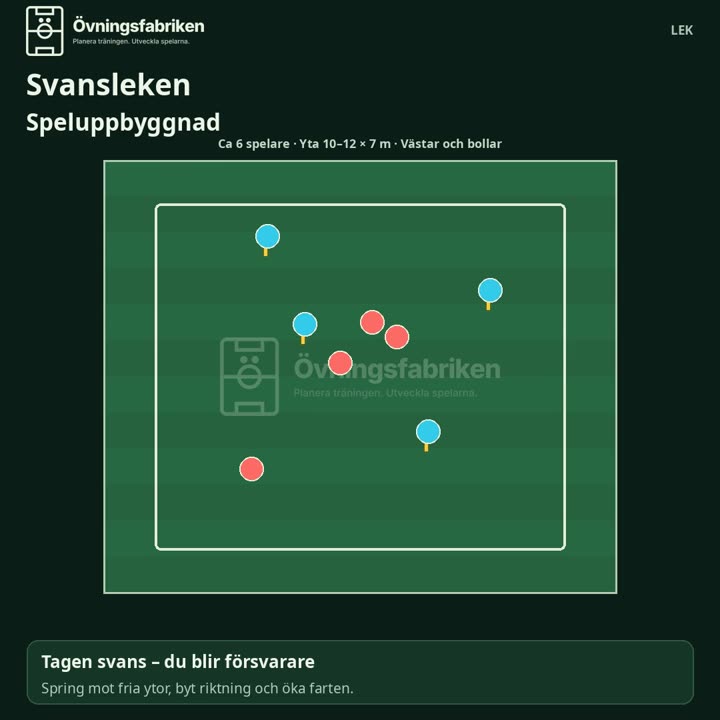 Övningsfabriken
Planera träningen. Utveckla spelarna.
LEK
Svansleken
Speluppbyggnad
Ca 6 spelare · Yta 10–12 × 7 m · Västar och bollar
Övningsfabriken
Planera träningen. Utveckla spelarna.
Tagen svans – du blir försvarare
Spring mot fria ytor, byt riktning och öka farten.